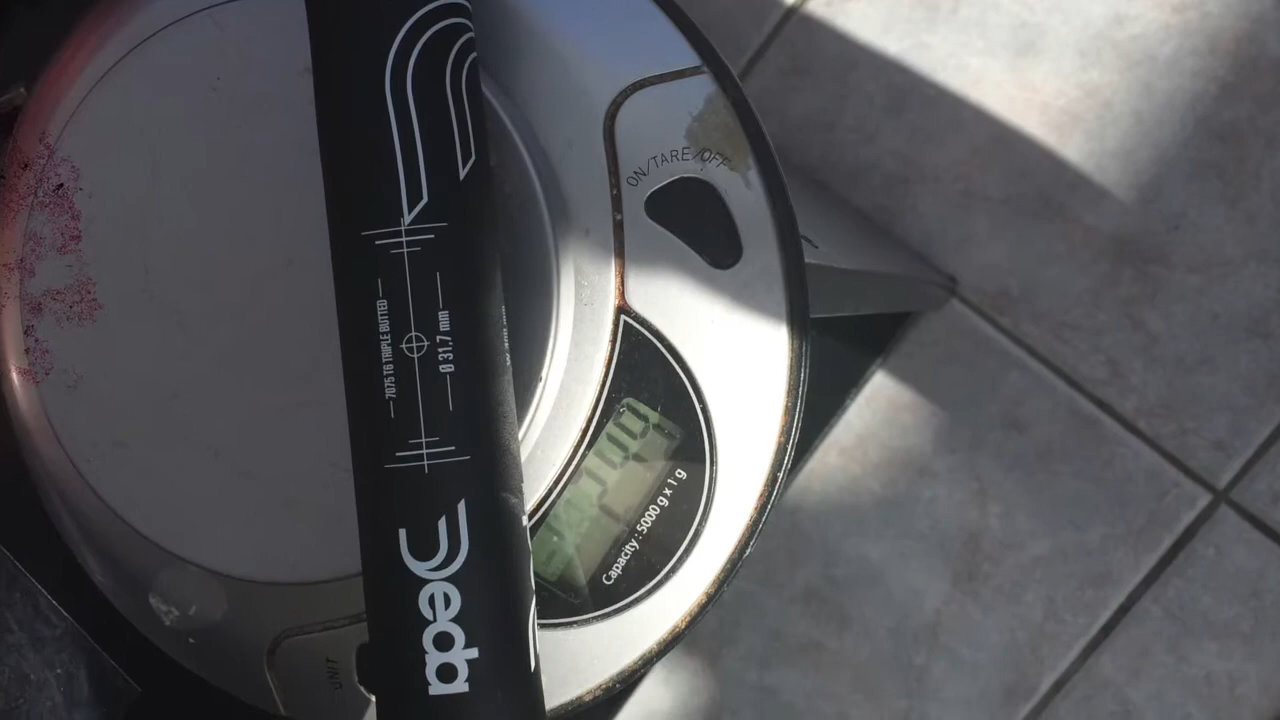 ON/TARE/OFF
7075 T6 TRIPLE BUTTED
Ø 31,7 mm
Deda
Capacity : 5000 g x 1 g
UNIT